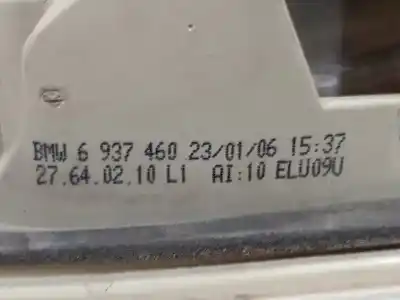 BMW 6 937 460 23/01/06 15:37
27.64.02.10 L1 AI:10 ELU09U